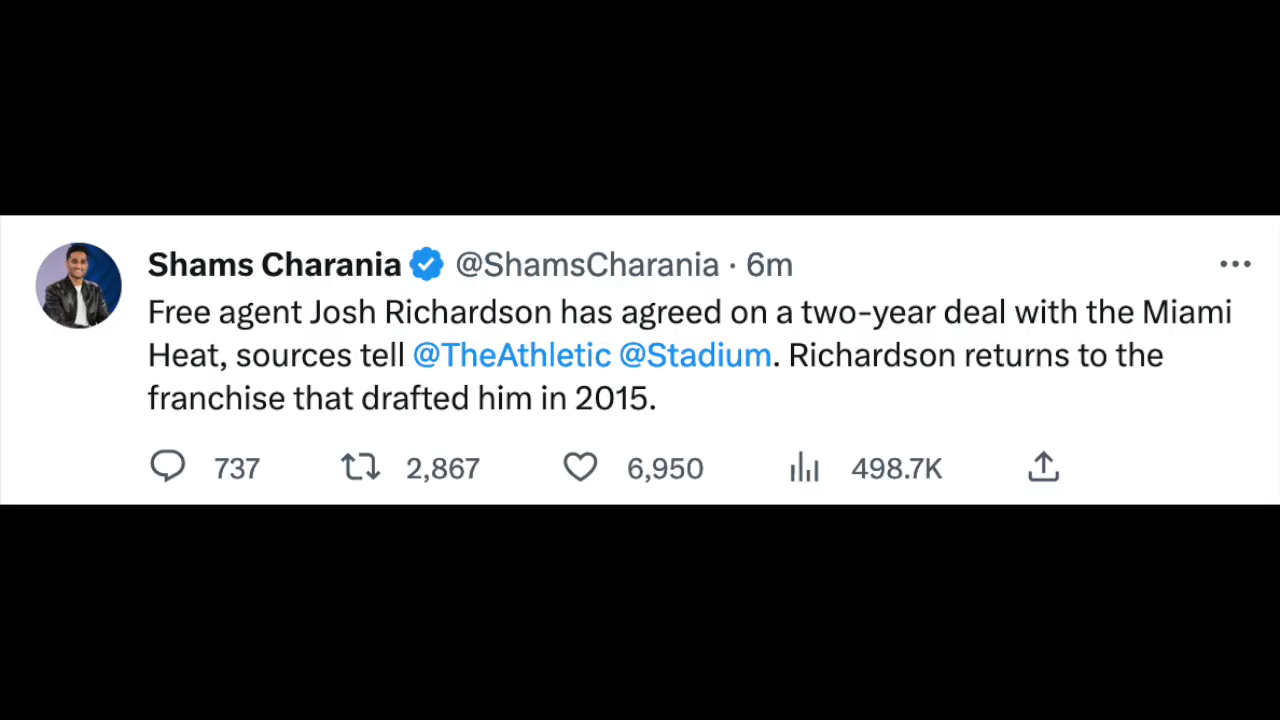 Shams Charania @ShamsCharania · 6m
Free agent Josh Richardson has agreed on a two-year deal with the Miami
Heat, sources tell @TheAthletic @Stadium. Richardson returns to the
franchise that drafted him in 2015.
737 2,867 6,950 498.7K